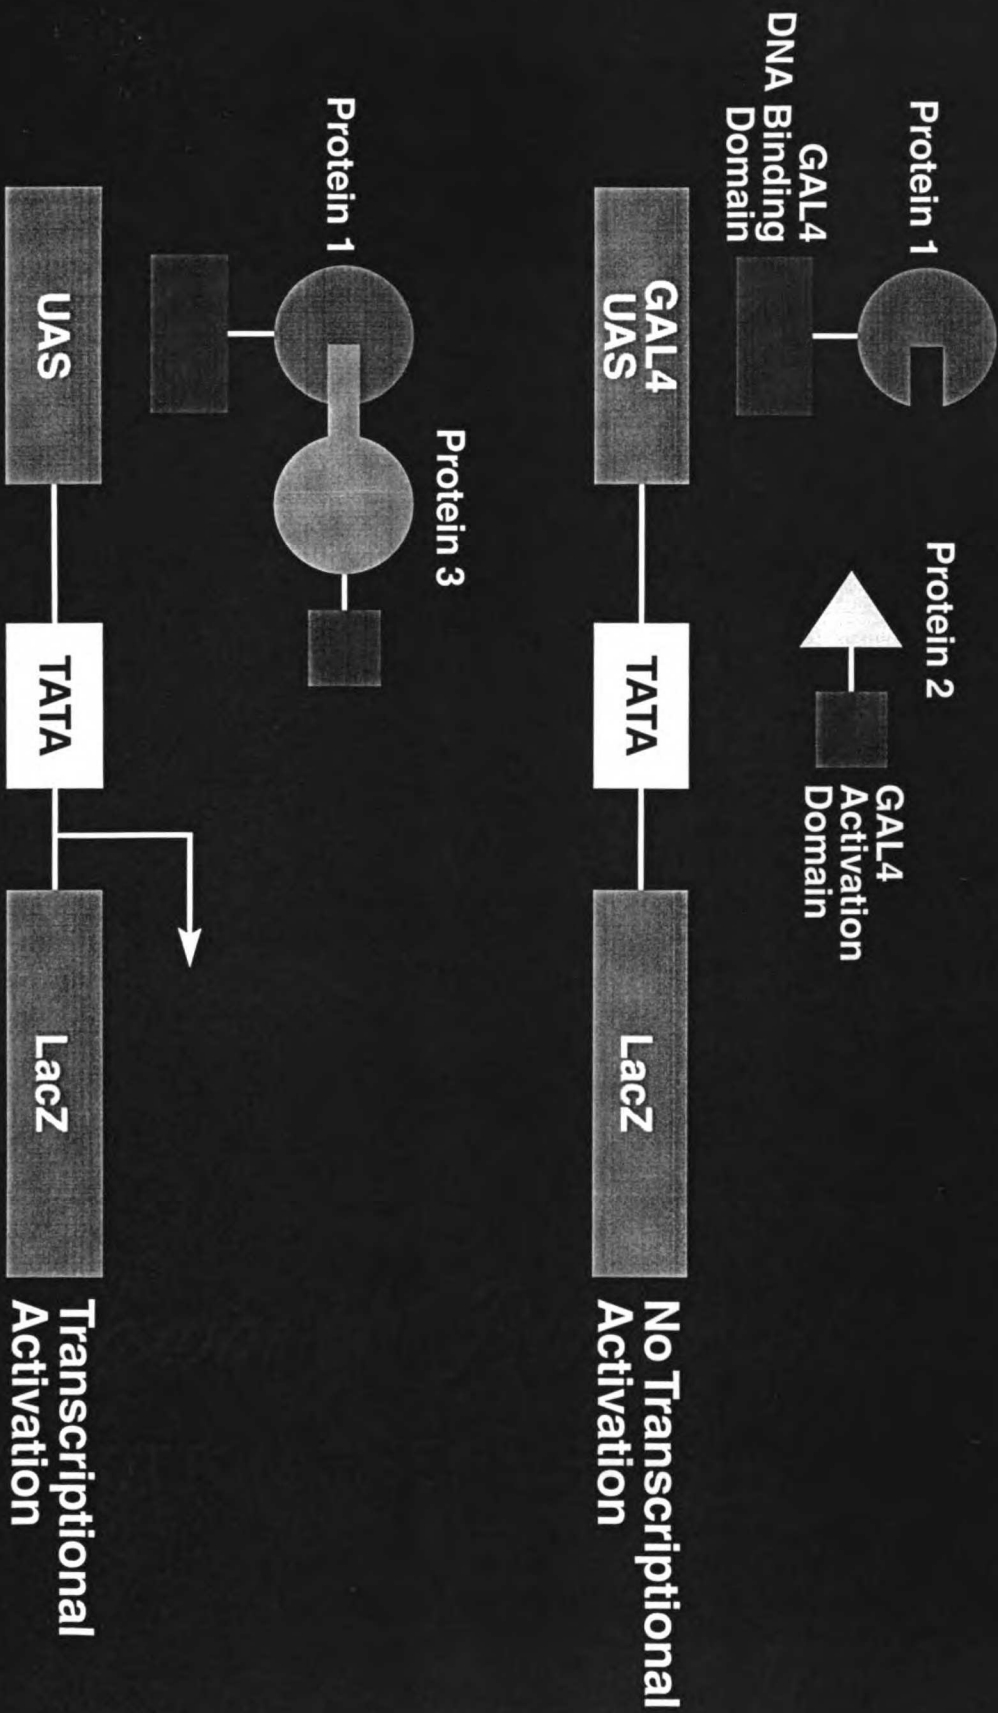 Protein 1
Protein 2
GAL4
DNA Binding
Domain
GAL4
Activation
Domain
GAL4
UAS
TATA
LacZ
No Transcriptional
Activation
Protein 1
Protein 3
UAS
TATA
LacZ
Transcriptional
Activation